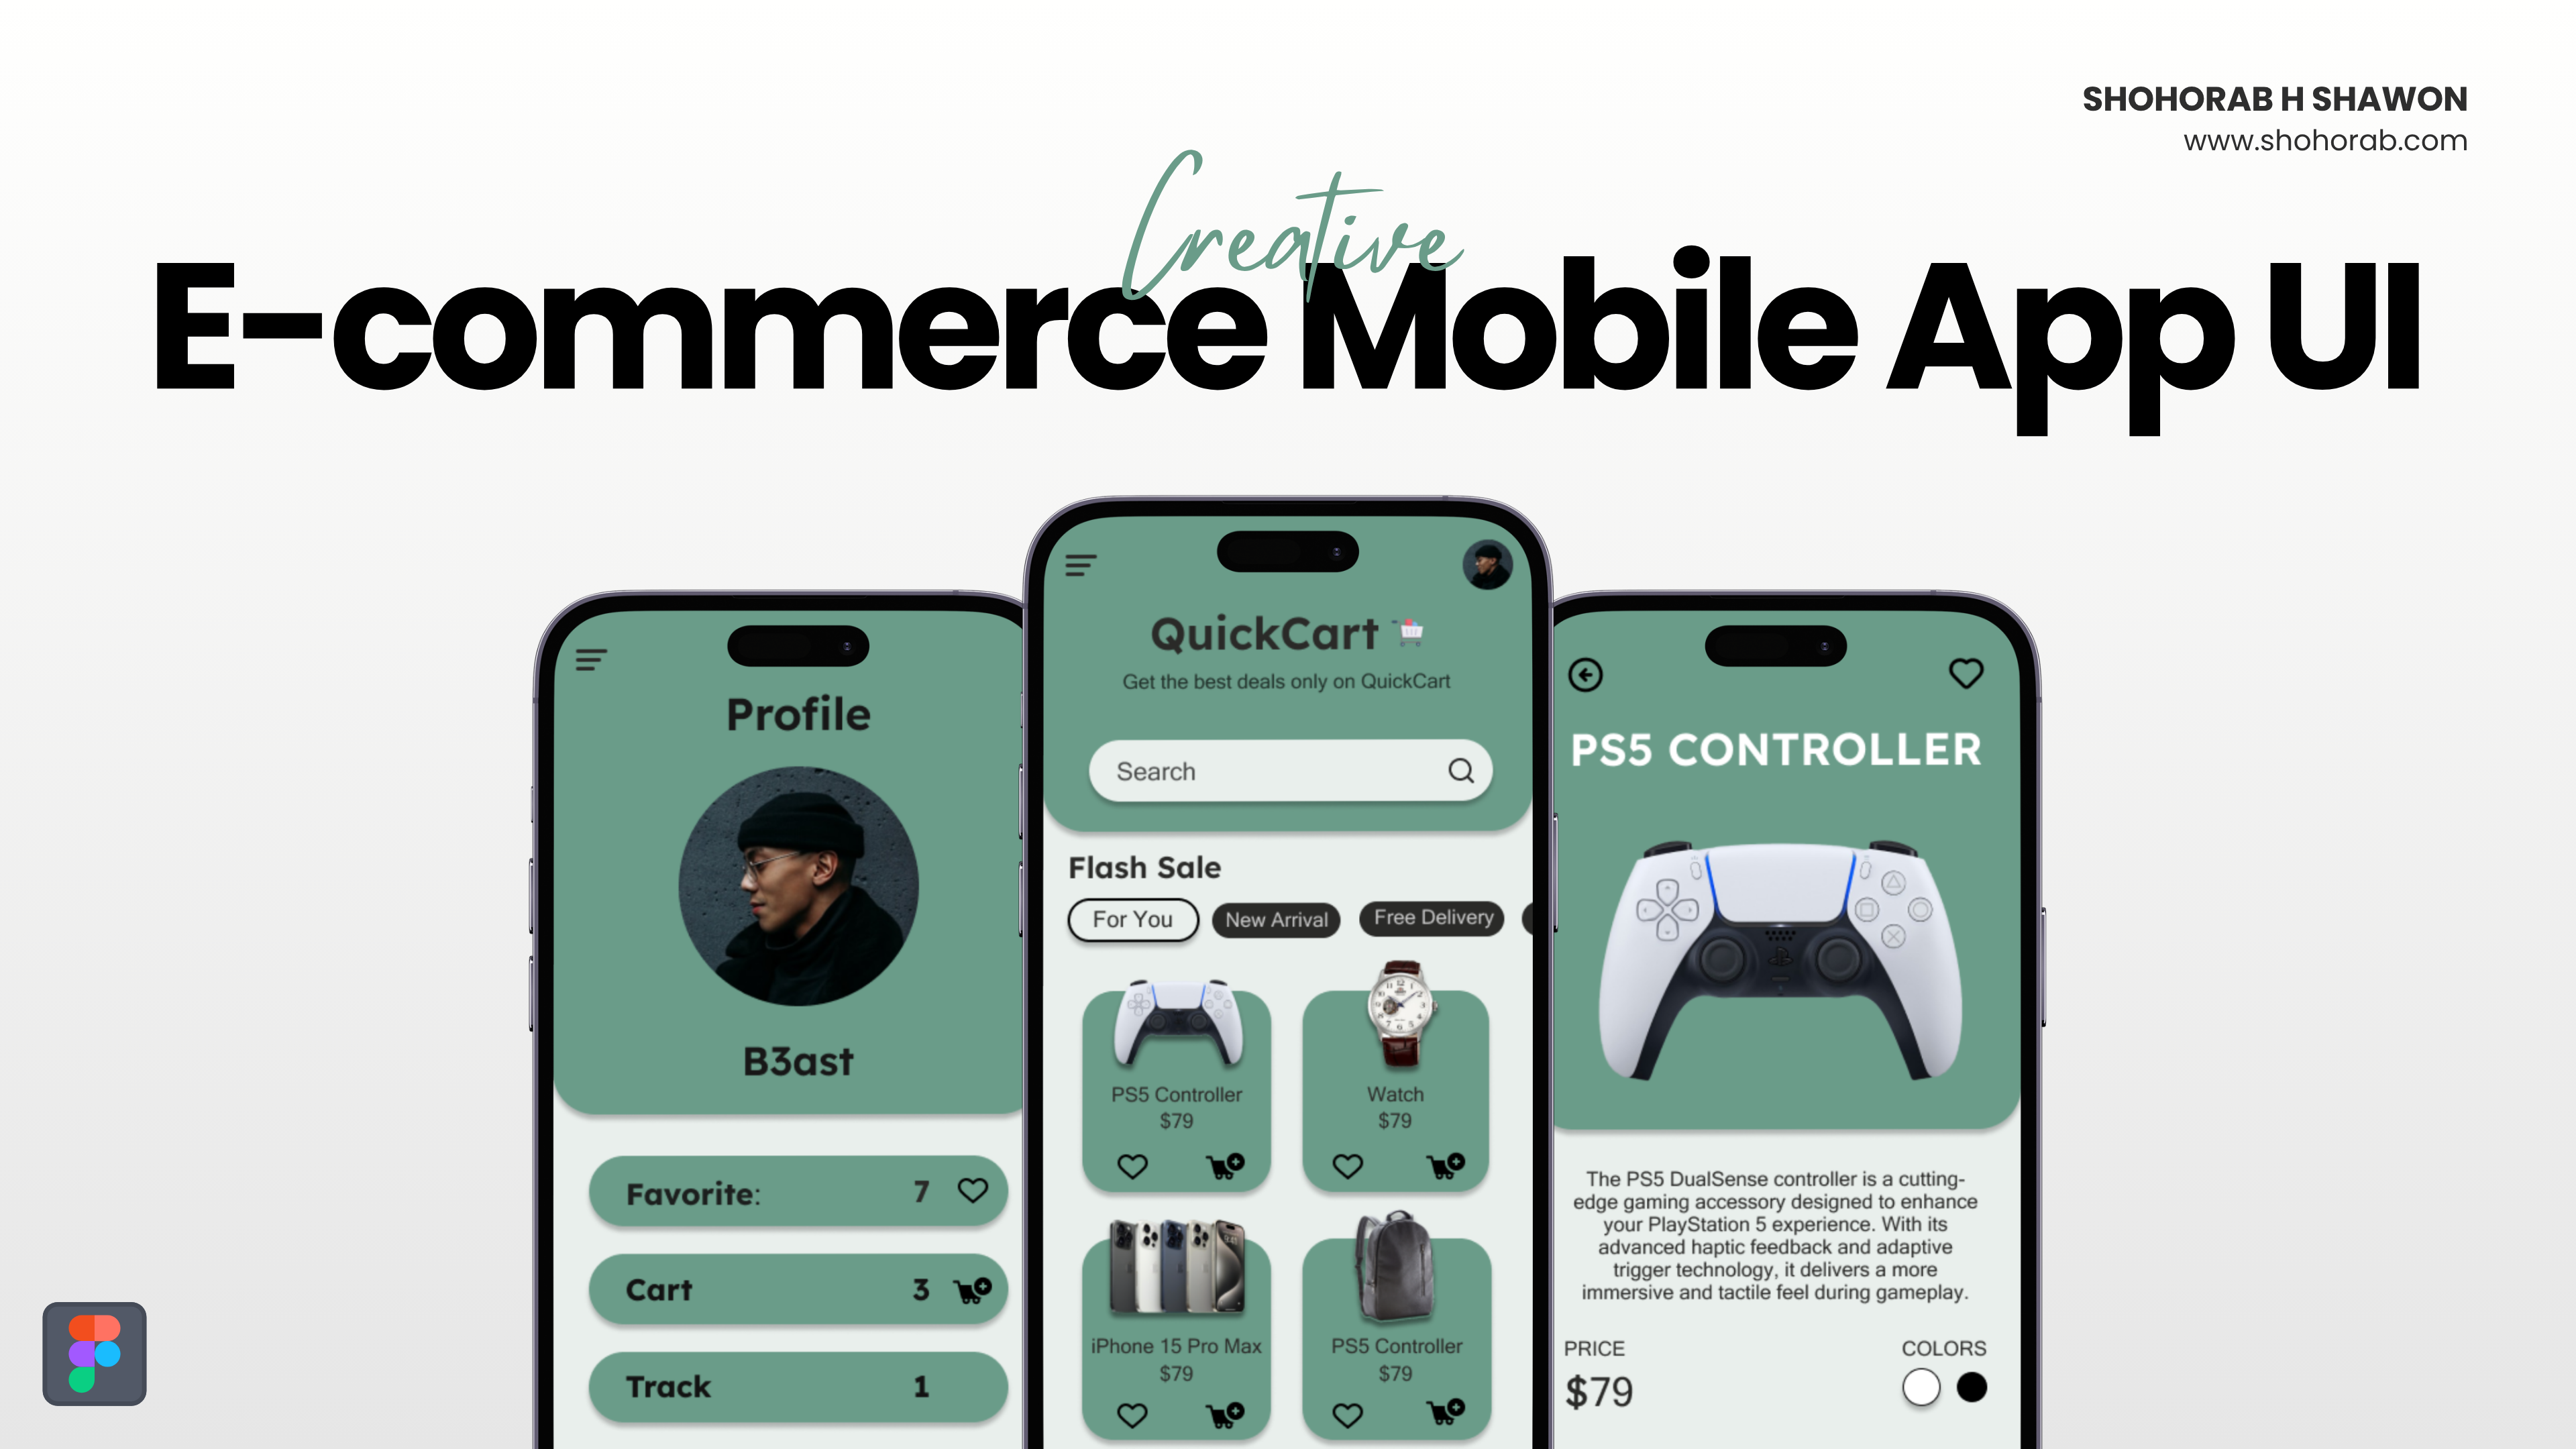 SHOHORAB H SHAWON
www.shohorab.com
Creative
E-commerce Mobile App UI
Profile
B3ast
Favorite: 7
Cart 3
Track 1
QuickCart
Get the best deals only on QuickCart
Search
Flash Sale
For You New Arrival Free Delivery
PS5 Controller
$79
Watch
$79
iPhone 15 Pro Max
$79
PS5 Controller
$79
PS5 CONTROLLER
The PS5 DualSense controller is a cutting-
edge gaming accessory designed to enhance
your PlayStation 5 experience. With its
advanced haptic feedback and adaptive
trigger technology, it delivers a more
immersive and tactile feel during gameplay.
PRICE
$79
COLORS